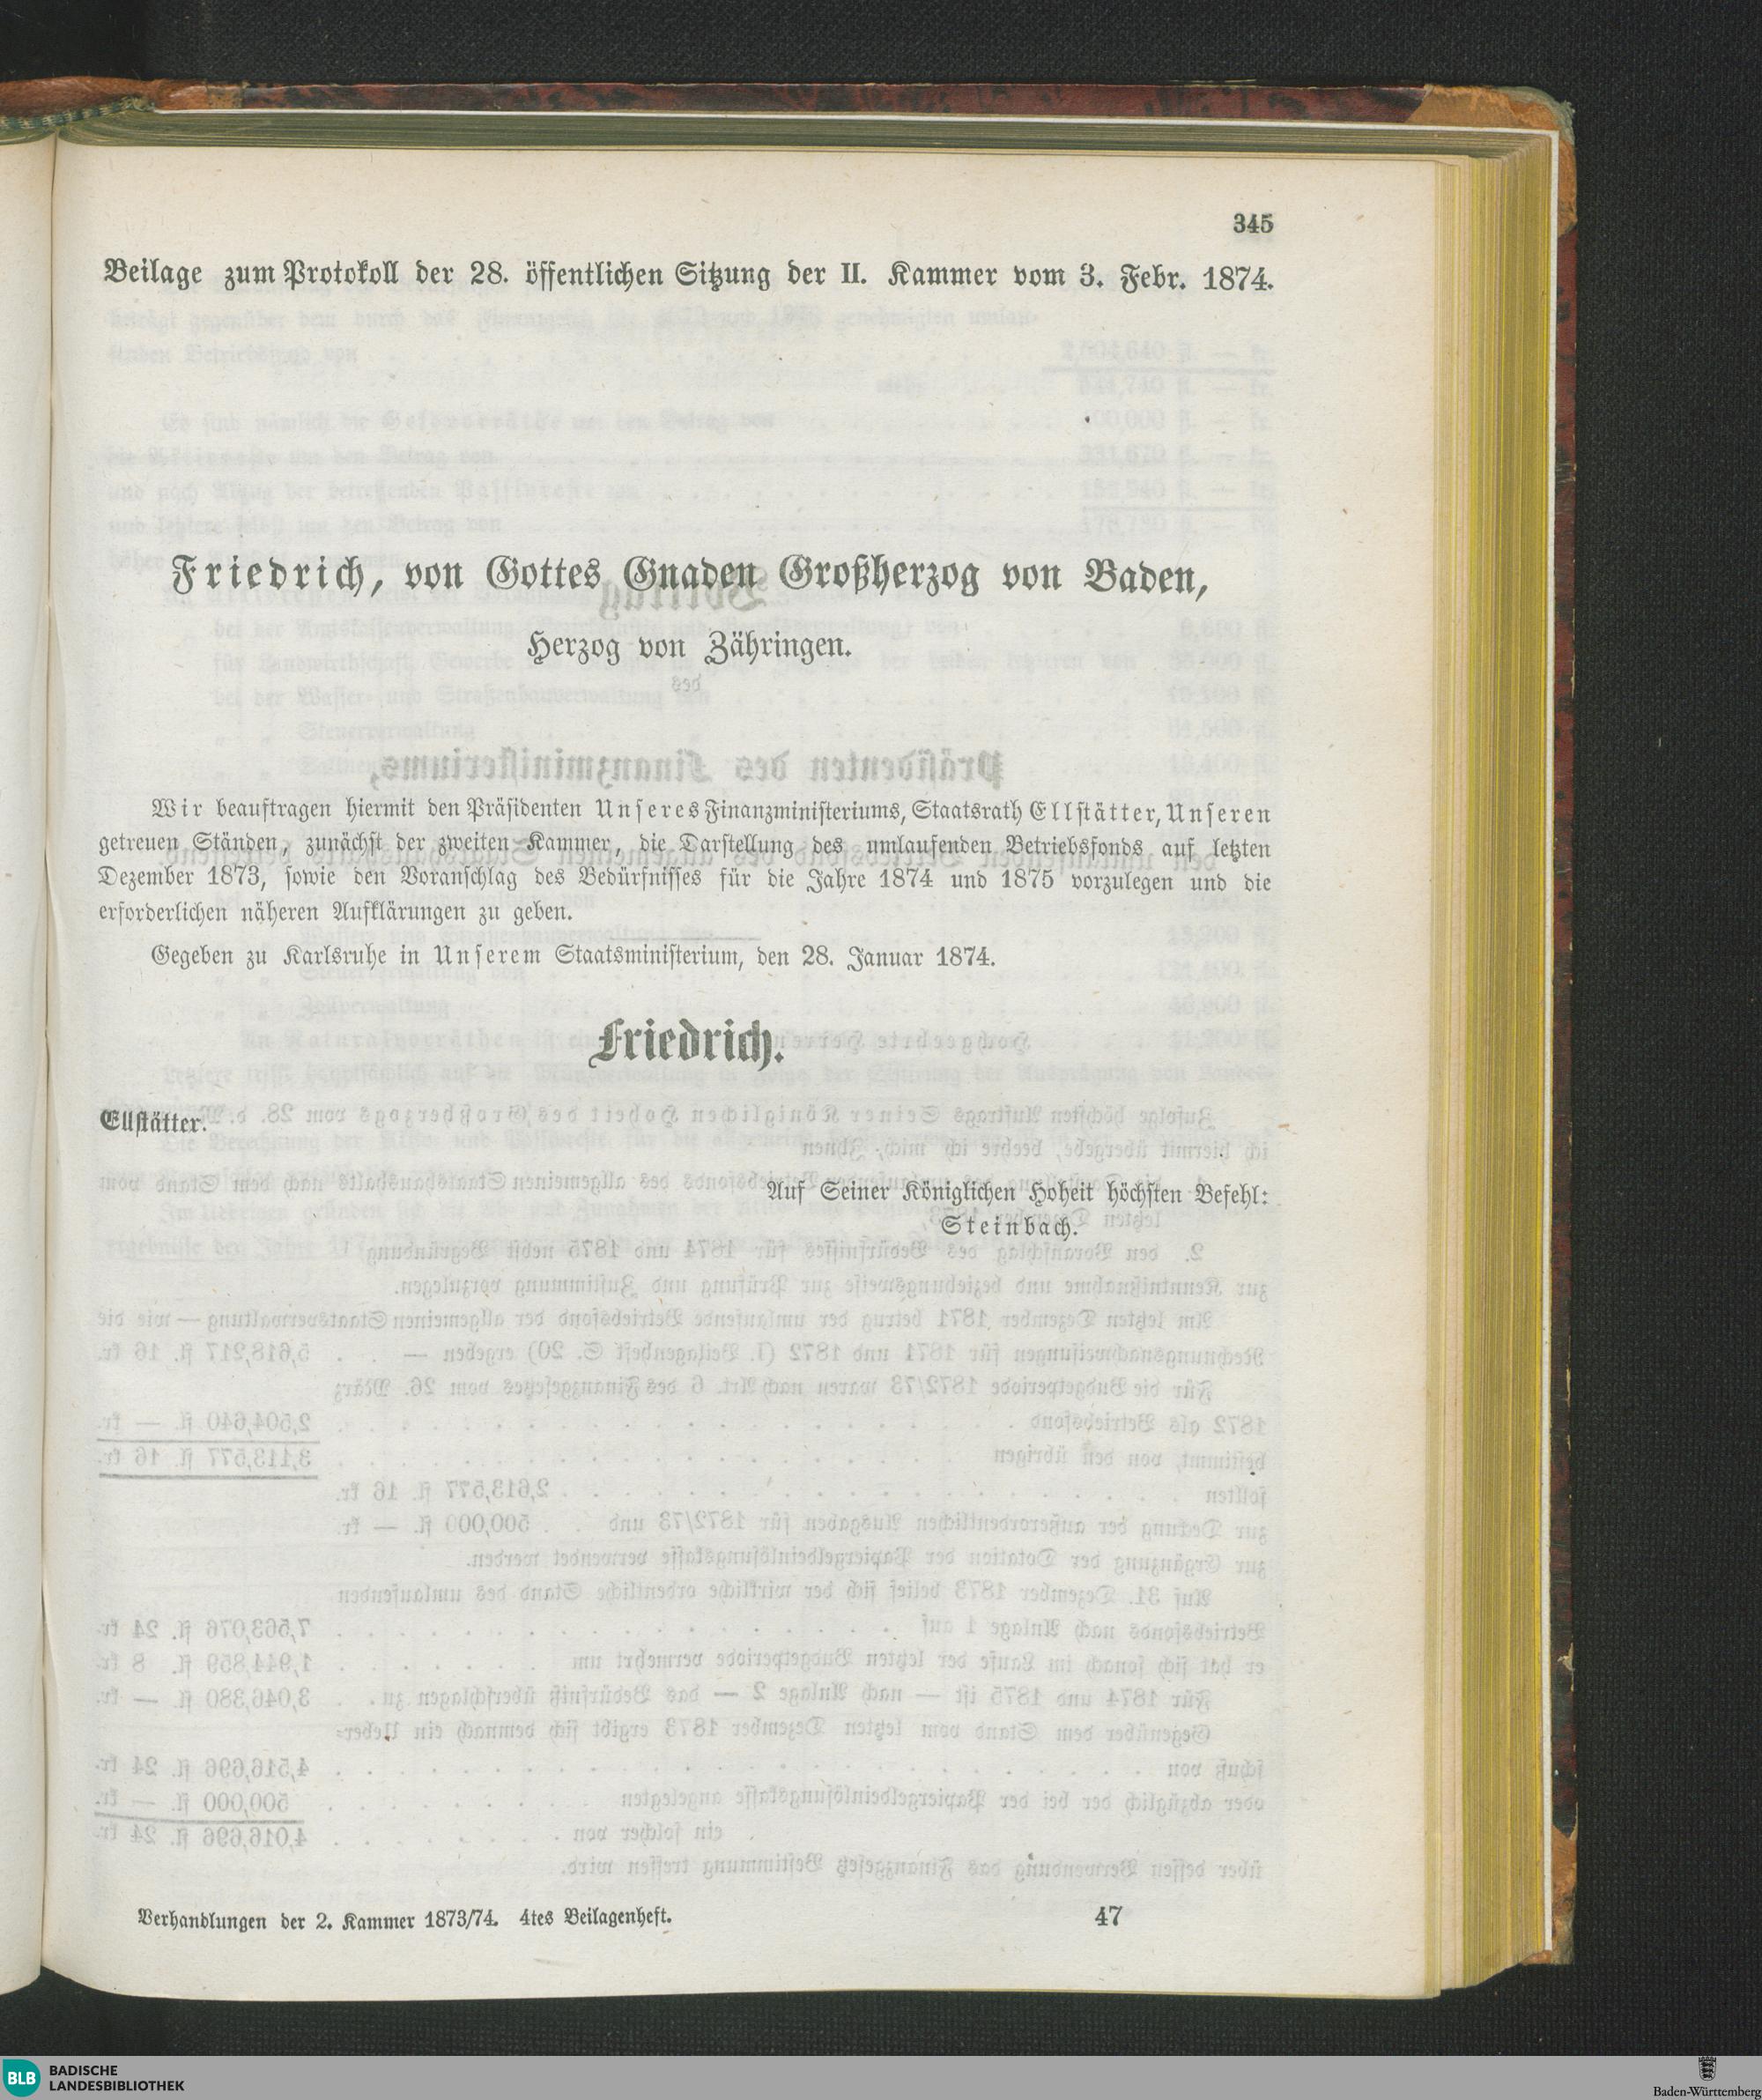 345
Beilage zum Protokoll der 28. öffentlichen Sitzung der II. Kammer vom 3. Febr. 1874.
Friedrich, von Gottes Gnaden Großherzog von Baden,
Herzog von Zähringen.
Wir beauftragen hiermit den Präsidenten Unseres Finanzministeriums, Staatsrath Ellstätter, Unseren
getreuen Ständen, zunächst der zweiten Kammer, die Darstellung des umlaufenden Betriebsfonds auf letzten
Dezember 1873, sowie den Voranschlag des Bedürfnisses für die Jahre 1874 und 1875 vorzulegen und die
erforderlichen näheren Aufklärungen zu geben.
Gegeben zu Karlsruhe in Unserem Staatsministerium, den 28. Januar 1874.
Friedrich.
Ellstätter.
Auf Seiner Königlichen Hoheit höchsten Befehl:
Steinbach.
Verhandlungen der 2. Kammer 1873/74. 4tes Beilagenheft.
47
BLB BADISCHE
LANDESBIBLIOTHEK
Baden-Württemberg